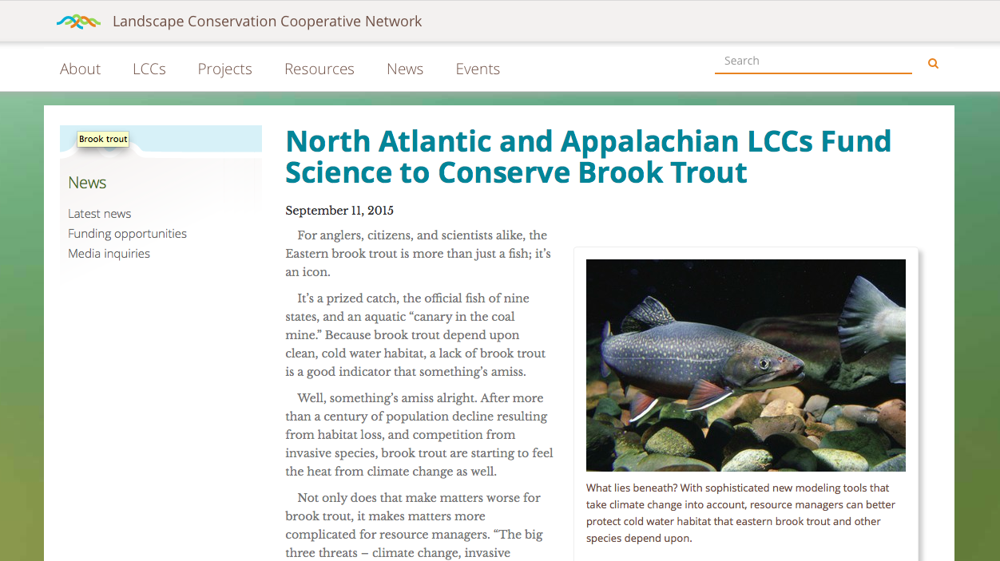 Landscape Conservation Cooperative Network
About LCCs Projects Resources News Events Search
Brook trout
News
Latest news
Funding opportunities
Media inquiries
North Atlantic and Appalachian LCCs Fund
Science to Conserve Brook Trout
September 11, 2015
For anglers, citizens, and scientists alike, the
Eastern brook trout is more than just a fish; it’s
an icon.
It’s a prized catch, the official fish of nine
states, and an aquatic “canary in the coal
mine.” Because brook trout depend upon
clean, cold water habitat, a lack of brook trout
is a good indicator that something’s amiss.
Well, something’s amiss alright. After more
than a century of population decline resulting
from habitat loss, and competition from
invasive species, brook trout are starting to feel
the heat from climate change as well.
Not only does that make matters worse for
brook trout, it makes matters more
complicated for resource managers. “The big
three threats – climate change, invasive
What lies beneath? With sophisticated new modeling tools that
take climate change into account, resource managers can better
protect cold water habitat that eastern brook trout and other
species depend upon.